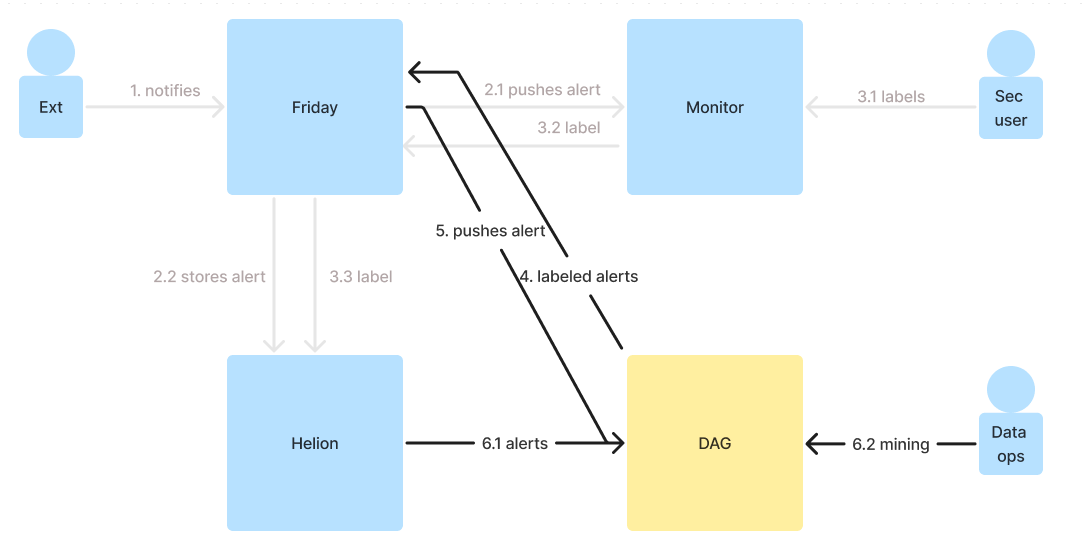 Ext
1. notifies
Friday
2.1 pushes alert
3.2 label
Monitor
3.1 labels
Sec
user
5. pushes alert
2.2 stores alert
3.3 label
4. labeled alerts
Helion
6.1 alerts
DAG
6.2 mining
Data
ops